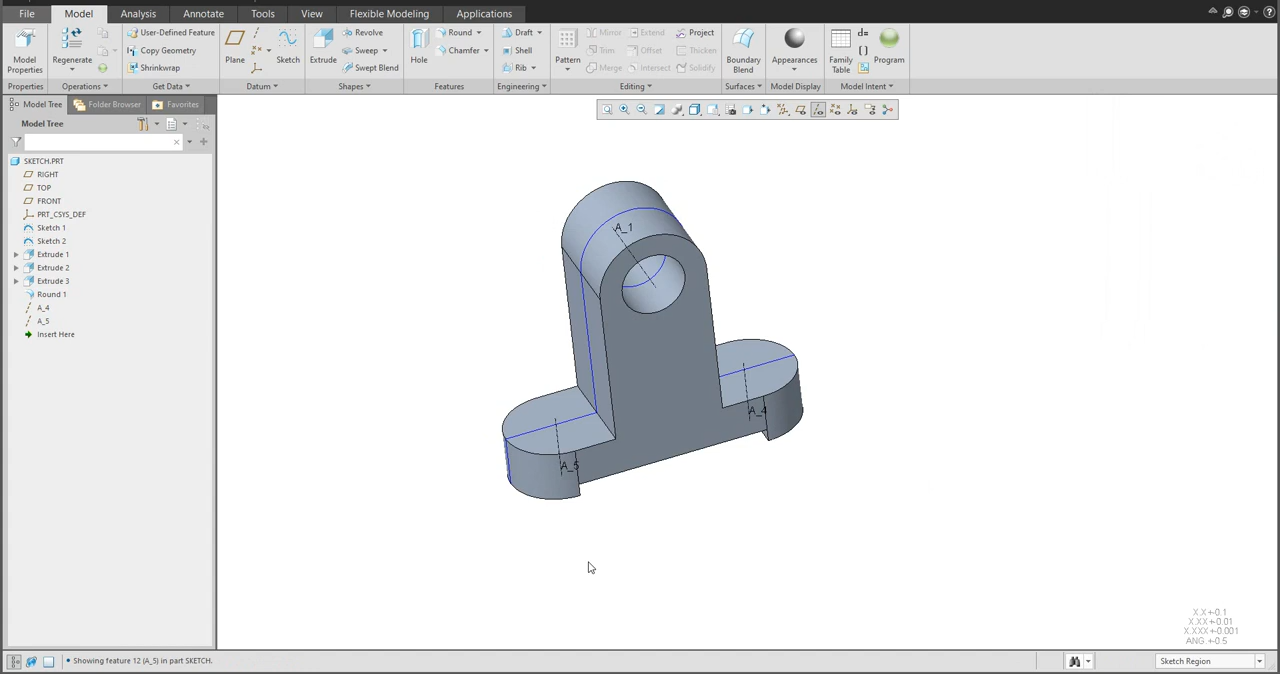 File Model Analysis Annotate Tools View Flexible Modeling Applications
Model Properties
Regenerate
User-Defined Feature
Copy Geometry
Shrinkwrap
Plane
Sketch
Extrude
Revolve
Sweep
Swept Blend
Hole
Round
Chamfer
Draft
Shell
Rib
Pattern
Mirror Extend Project
Trim Offset Thicken
Merge Intersect Solidify
Boundary Blend
Appearances
Family Table
d=
Program
Properties Operations Get Data Datum Shapes Features Engineering Editing Surfaces Model Display Model Intent
Model Tree Folder Browser Favorites
Model Tree
SKETCH.PRT
RIGHT
TOP
FRONT
PRT_CSYS_DEF
Sketch 1
Sketch 2
Extrude 1
Extrude 2
Extrude 3
Round 1
A_4
A_5
Insert Here
A_1
A_4
A_5
X.X+-0.1
X.XX+-0.01
X.XXX+-0.001
ANG.+-0.5
• Showing feature 12 (A_5) in part SKETCH.
Sketch Region